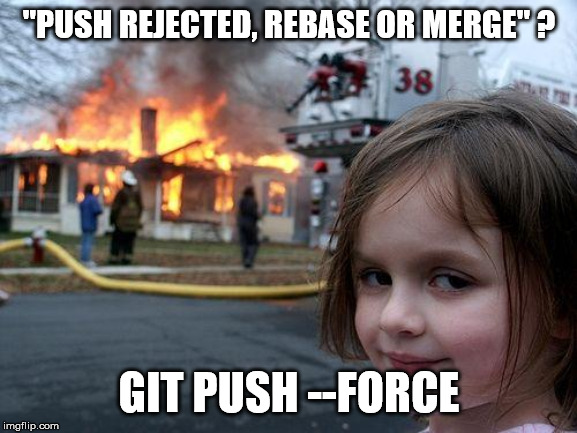 "PUSH REJECTED, REBASE OR MERGE" ?
38
GIT PUSH --FORCE
imgflip.com